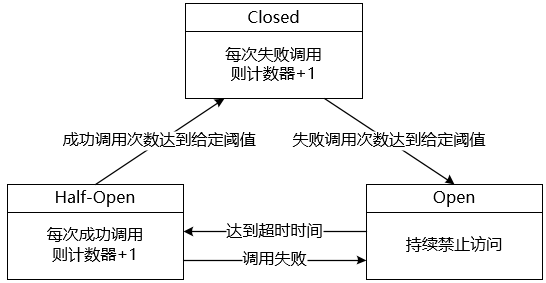 Closed
每次失败调用
则计数器+1
成功调用次数达到给定阈值
失败调用次数达到给定阈值
Half-Open
每次成功调用
则计数器+1
达到超时时间
调用失败
Open
持续禁止访问